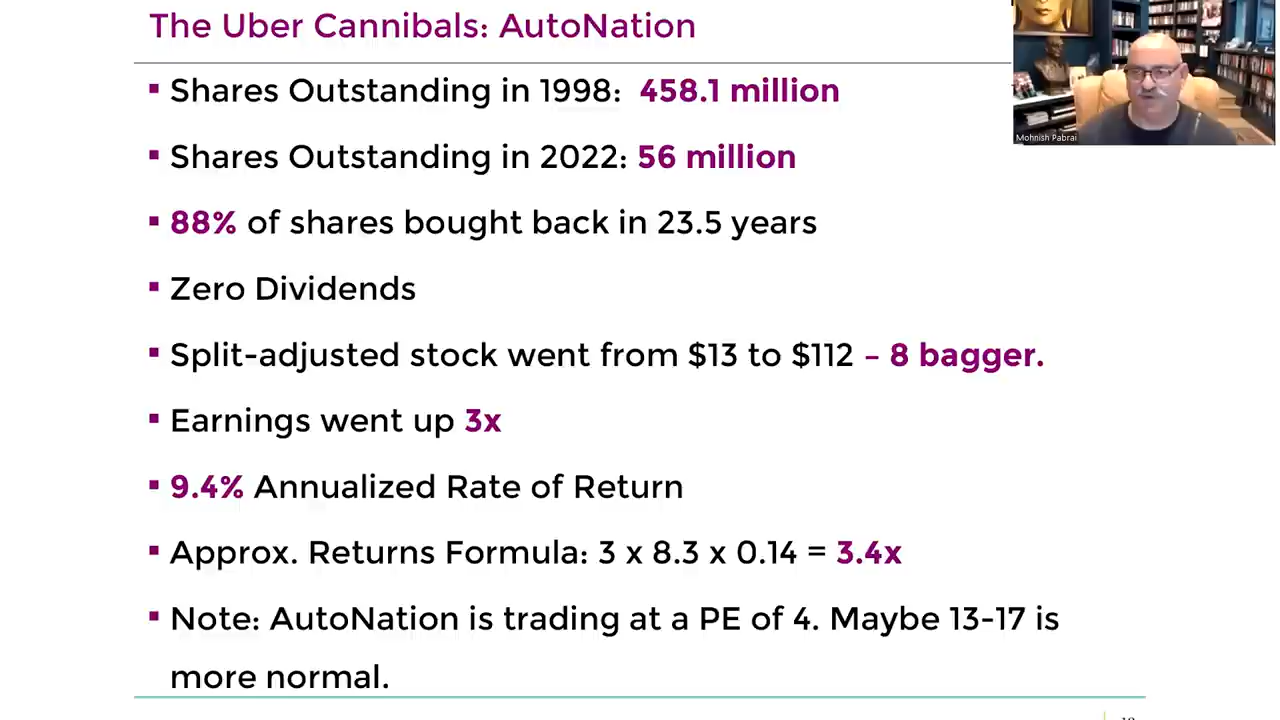 The Uber Cannibals: AutoNation
▪ Shares Outstanding in 1998: 458.1 million
▪ Shares Outstanding in 2022: 56 million
▪ 88% of shares bought back in 23.5 years
▪ Zero Dividends
▪ Split-adjusted stock went from $13 to $112 – 8 bagger.
▪ Earnings went up 3x
▪ 9.4% Annualized Rate of Return
▪ Approx. Returns Formula: 3 x 8.3 x 0.14 = 3.4x
▪ Note: AutoNation is trading at a PE of 4. Maybe 13-17 is
more normal.
Mohnish Pabrai